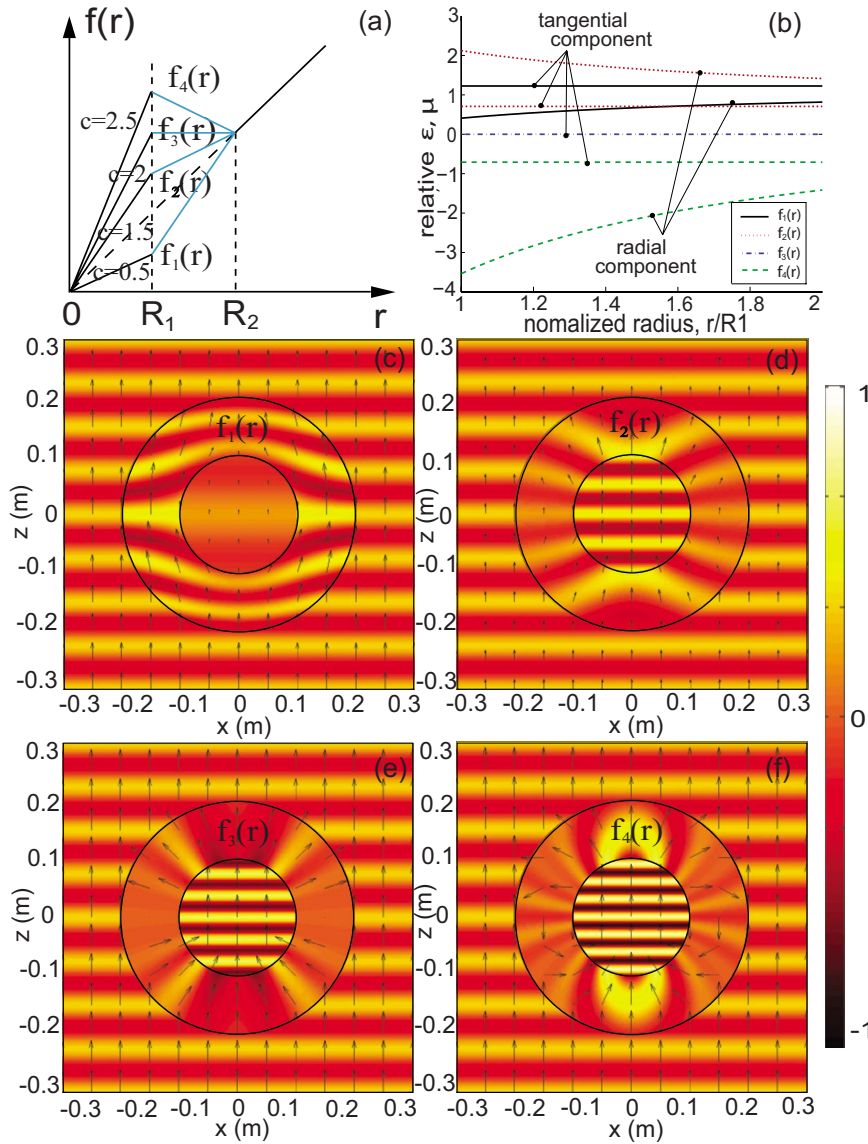 f(r)
(a)
f₄(r)
c=2.5
f₃(r)
c=2
f₂(r)
c=1.5
f₁(r)
c=0.5
0
R₁
R₂
r
(b)
tangential
component
relative ε, μ
3
2
1
0
-1
-2
-3
-4
radial
component
f₁(r)
f₂(r)
f₃(r)
f₄(r)
1
1.2
1.4
1.6
1.8
2
nomalized radius, r/R1
(c)
f₁(r)
z (m)
0.3
0.2
0.1
0
-0.1
-0.2
-0.3
-0.3
-0.2
-0.1
0
0.1
0.2
0.3
x (m)
(d)
f₂(r)
z (m)
0.3
0.2
0.1
0
-0.1
-0.2
-0.3
-0.3
-0.2
-0.1
0
0.1
0.2
0.3
x (m)
1
0
-1
(e)
f₃(r)
z (m)
0.3
0.2
0.1
0
-0.1
-0.2
-0.3
-0.3
-0.2
-0.1
0
0.1
0.2
0.3
x (m)
(f)
f₄(r)
z (m)
0.3
0.2
0.1
0
-0.1
-0.2
-0.3
-0.3
-0.2
-0.1
0
0.1
0.2
0.3
x (m)